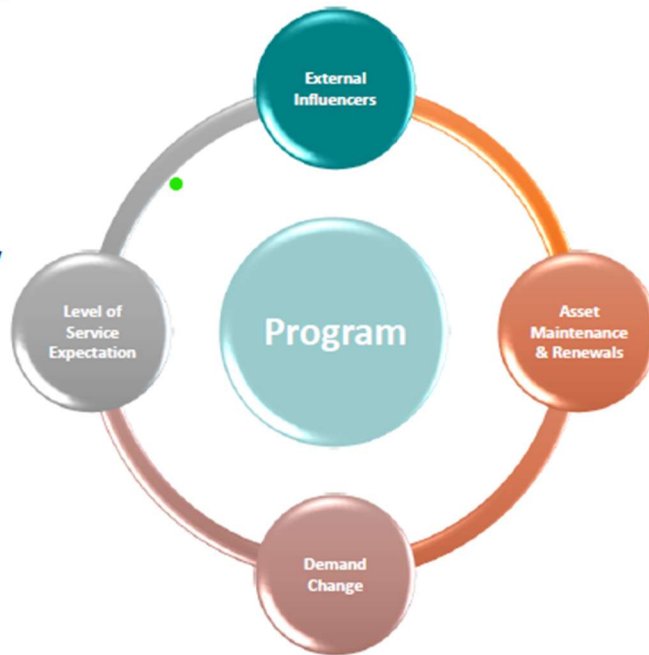 External
Influencers
Level of
Service
Expectation
Program
Asset
Maintenance
& Renewals
Demand
Change